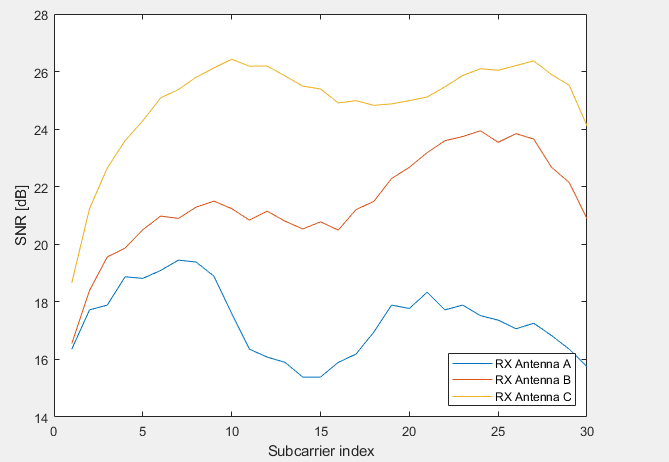 28
26
24
22
20
18
16
14
SNR [dB]
0 5 10 15 20 25 30
Subcarrier index
RX Antenna A
RX Antenna B
RX Antenna C